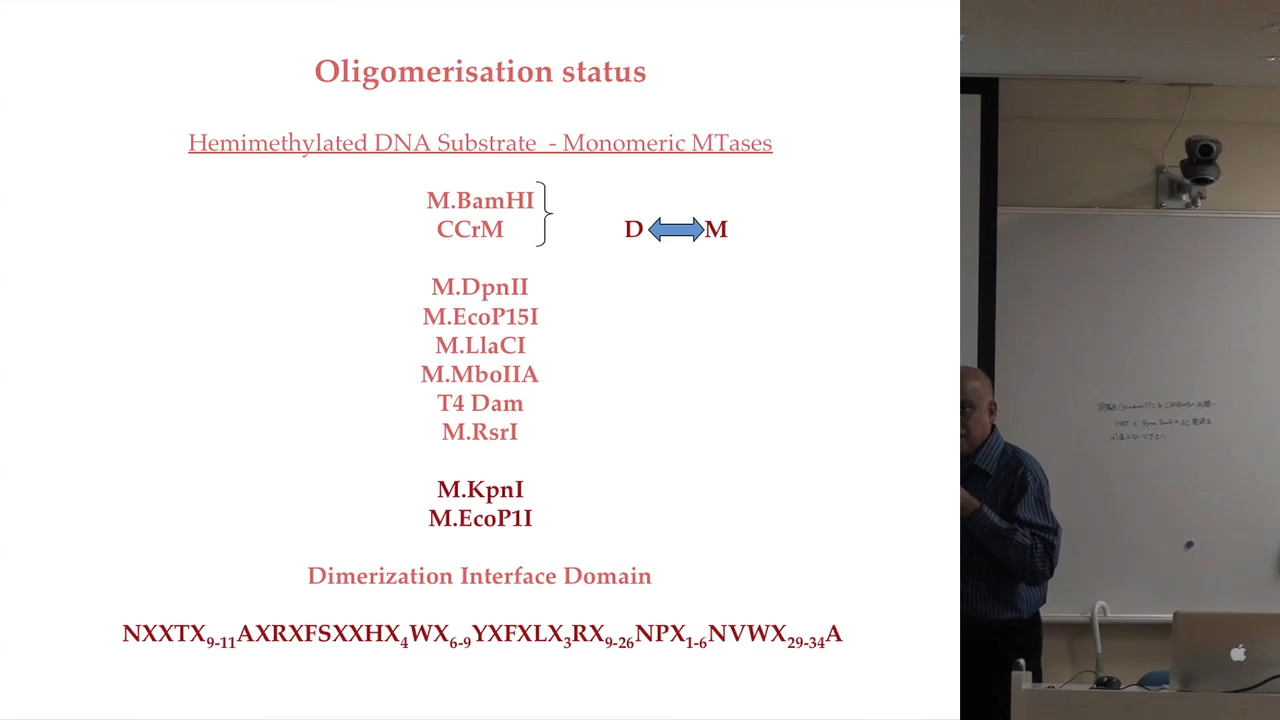 Oligomerisation status
Hemimethylated DNA Substrate - Monomeric MTases
M.BamHI
CCrM
D M
M.DpnII
M.EcoP15I
M.LlaCI
M.MboIIA
T4 Dam
M.RsrI
M.KpnI
M.EcoP1I
Dimerization Interface Domain
NXXTX9-11AXRXFSXXHX4WX6-9YXFXLX3RX9-26NPX1-6NVWX29-34A